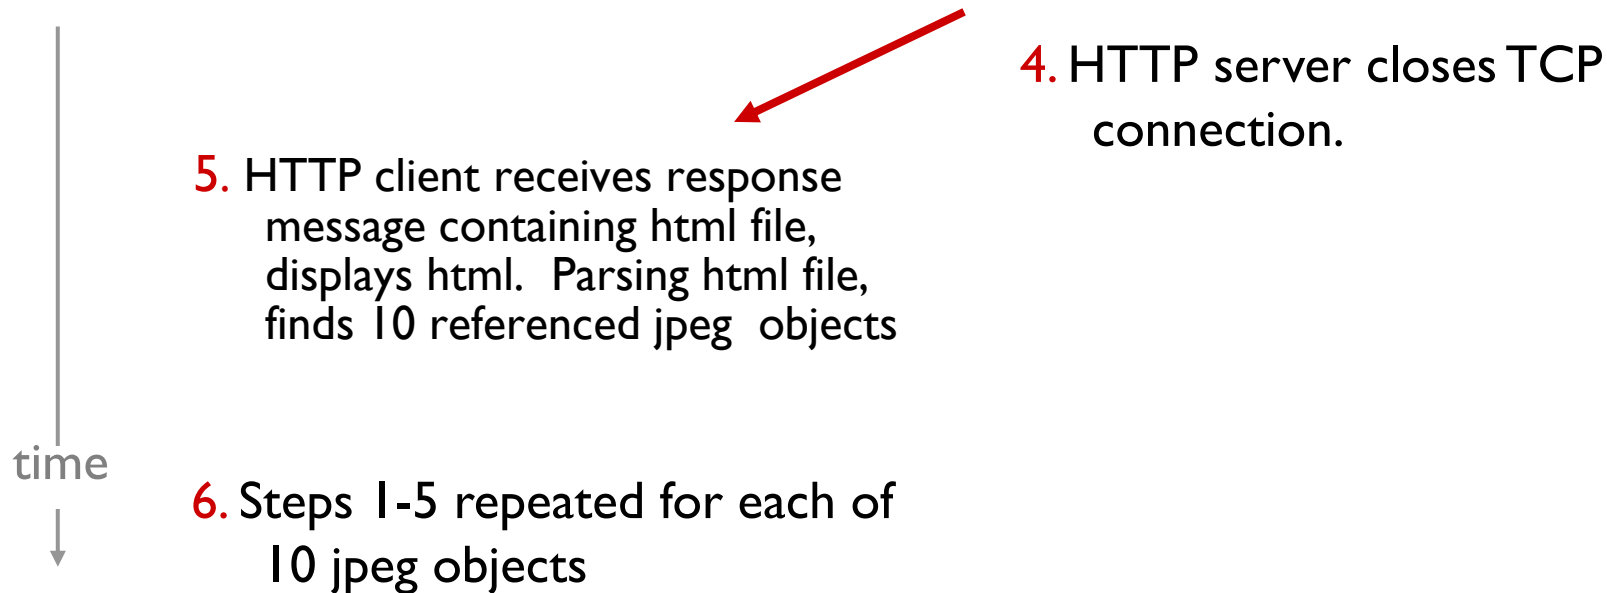 4. HTTP server closes TCP
connection.
5. HTTP client receives response
message containing html file,
displays html.  Parsing html file,
finds 10 referenced jpeg  objects
time
6. Steps 1-5 repeated for each of
10 jpeg objects